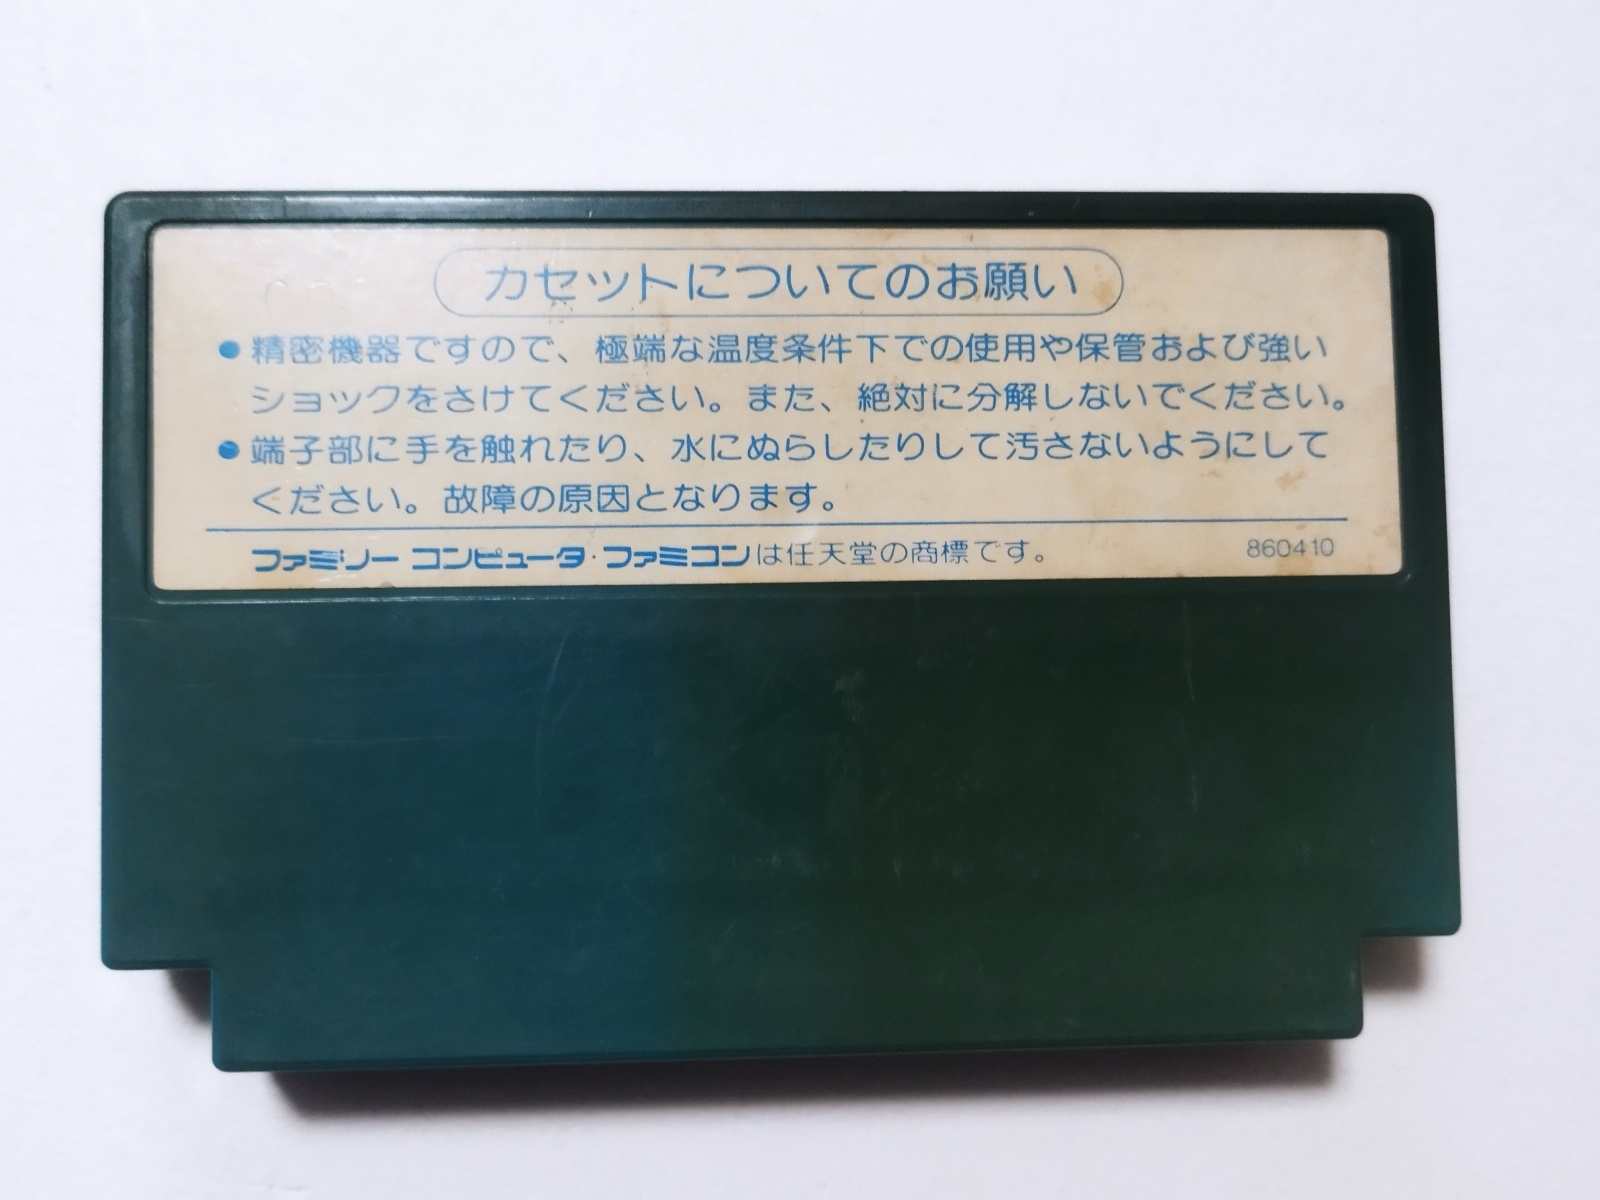 カセットについてのお願い
●精密機器ですので、極端な温度条件下での使用や保管および強い
ショックをさけてください。また、絶対に分解しないでください。
●端子部に手を触れたり、水にぬらしたりして汚さないようにして
ください。故障の原因となります。
ファミリー コンピュータ・ファミコンは任天堂の商標です。 860410